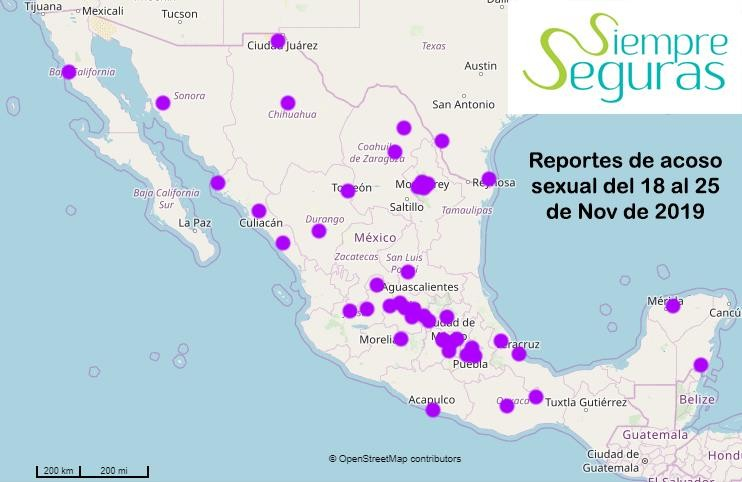 Tijuana
Mexicali
Tucson
Dallas
Ciudad Juárez
Texas
Austin
San Antonio
Baja California
Sonora
Chihuahua
Siempre
Seguras
Reportes de acoso
sexual del 18 al 25
de Nov de 2019
Coahuila
de Zaragoza
Baja California
Sur
La Paz
Culiacán
Durango
Torreón
Saltillo
Reynosa
Tamaulipas
México
Zacatecas
San Luis
Aguascalientes
Morelia
Ciudad de
Puebla
Veracruz
Mérida
Cancún
Acapulco
Oaxaca
Tuxtla Gutiérrez
Belize
Guatemala
Ciudad de
Guatemala
El Salvador
200 km
200 mi
© OpenStreetMap contributors